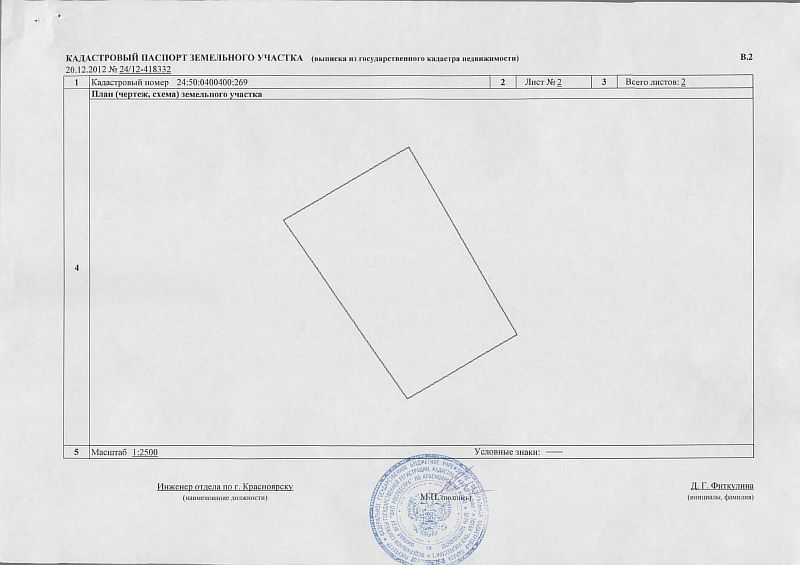 КАДАСТРОВЫЙ ПАСПОРТ ЗЕМЕЛЬНОГО УЧАСТКА (выписка из государственного кадастра недвижимости) В.2
20.12.2012 № 24/12-418332
1 Кадастровый номер 24:50:0400400:269 2 Лист № 2 3 Всего листов: 2
План (чертеж, схема) земельного участка
4
5 Масштаб 1:2500 Условные знаки:
Инженер отдела по г. Красноярску М.П. (подпись) Д. Г. Фиткулина
(наименование должности) (инициалы, фамилия)